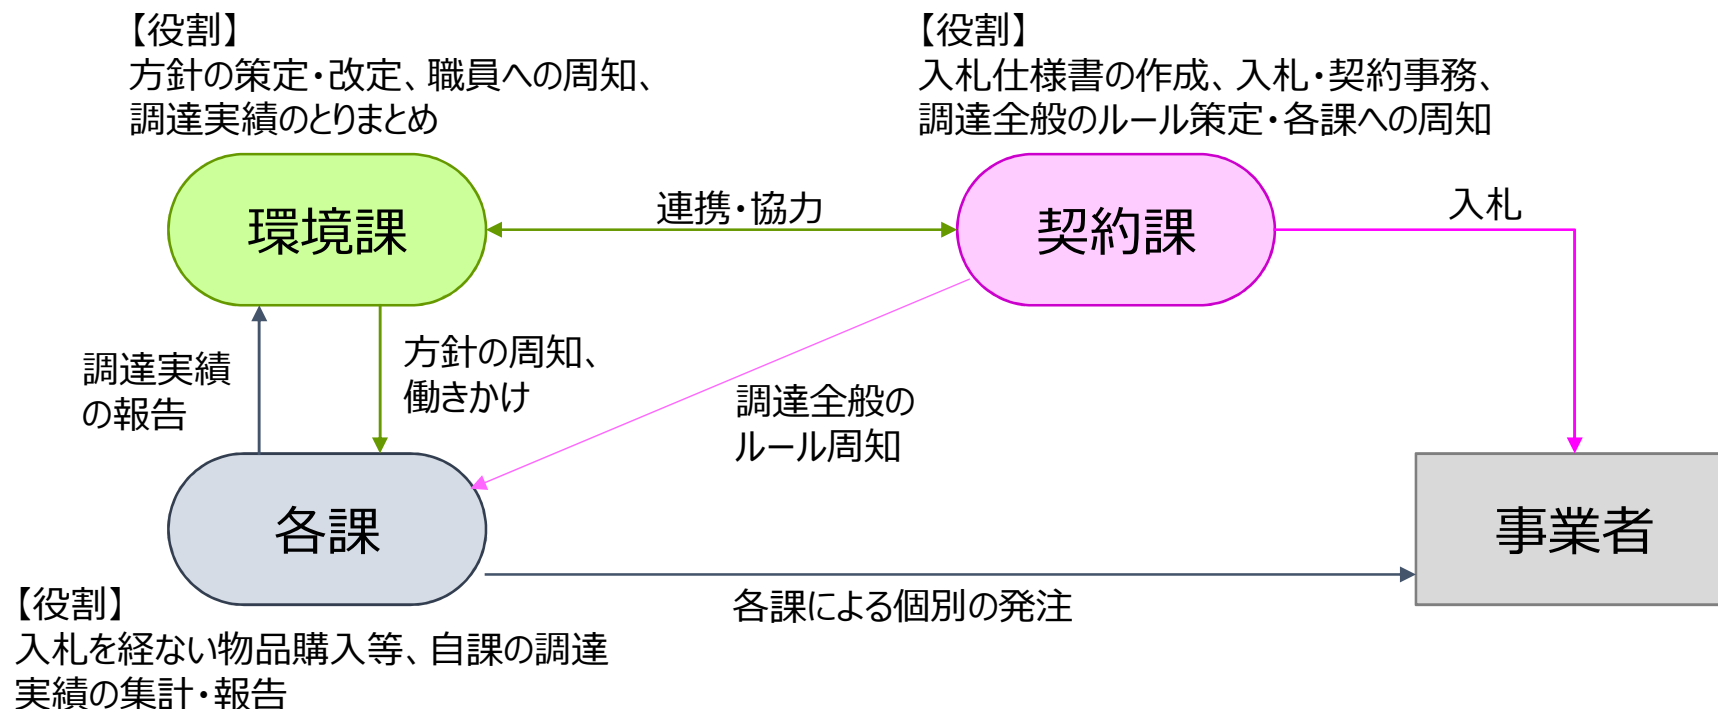 【役割】
方針の策定・改定、職員への周知、
調達実績のとりまとめ
【役割】
入札仕様書の作成、入札・契約事務、
調達全般のルール策定・各課への周知
環境課
連携・協力
契約課
入札
調達実績
の報告
方針の周知、
働きかけ
調達全般の
ルール周知
各課
事業者
各課による個別の発注
【役割】
入札を経ない物品購入等、自課の調達
実績の集計・報告